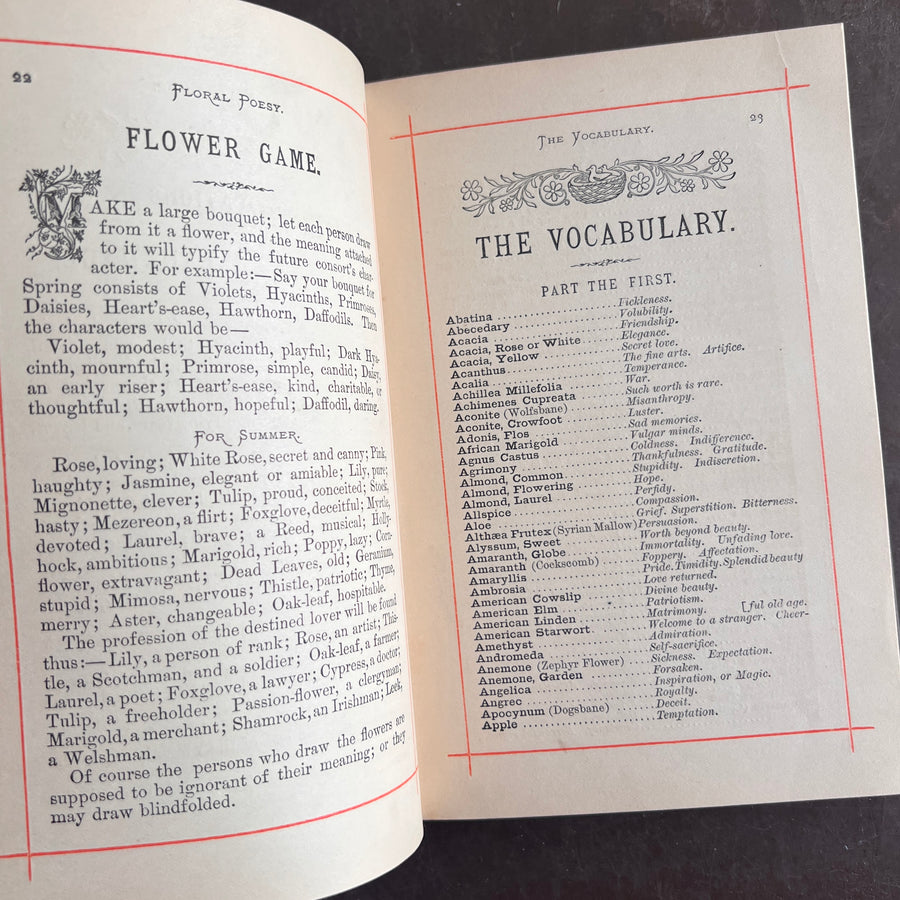 22
FLORAL POESY.
FLOWER GAME.
MAKE a large bouquet; let each person draw
from it a flower, and the meaning attached
to it will typify the future consort's char-
acter. For example:—Say your bouquet for
Spring consists of Violets, Hyacinths, Primroses,
Daisies, Heart's-ease, Hawthorn, Daffodils. Then
the characters would be—
Violet, modest; Hyacinth, playful; Dark Hya-
cinth, mournful; Primrose, simple, candid; Daisy,
an early riser; Heart's-ease, kind, charitable, or
thoughtful; Hawthorn, hopeful; Daffodil, daring.
FOR SUMMER.
Rose, loving; White Rose, secret and canny; Pink,
haughty; Jasmine, elegant or amiable; Lily, pure;
Mignonette, clever; Tulip, proud, conceited; Stock,
hasty; Mezereon, a flirt; Foxglove, deceitful; Myrtle,
devoted; Laurel, brave; a Reed, musical; Holly-
hock, ambitious; Marigold, rich; Poppy, lazy; Corn-
flower, extravagant; Dead Leaves, old; Geranium,
stupid; Mimosa, nervous; Thistle, patriotic; Thyme,
merry; Aster, changeable; Oak-leaf, hospitable.
The profession of the destined lover will be found
thus:—Lily, a person of rank; Rose, an artist; This-
tle, a Scotchman, and a soldier; Oak-leaf, a farmer;
Laurel, a poet; Foxglove, a lawyer; Cypress, a doctor;
Tulip, a freeholder; Passion-flower, a clergyman;
Marigold, a merchant; Shamrock, an Irishman; Leek,
a Welshman.
Of course the persons who draw the flowers are
supposed to be ignorant of their meaning; or they
may draw blindfolded.
THE VOCABULARY.
23
THE VOCABULARY.
PART THE FIRST.
Abatina ........ Fickleness.
Abecedary ........ Volubility.
Acacia ........ Friendship.
Acacia, Rose or White ........ Elegance.
Acacia, Yellow ........ Secret love.
Acanthus ........ The fine arts. Artifice.
Acalia ........ Temperance.
Achillea Millefolia ........ War.
Achimenes Cupreata ........ Such worth is rare.
Aconite (Wolfsbane) ........ Misanthropy.
Aconite, Crowfoot ........ Luster.
Adonis, Flos ........ Sad memories.
African Marigold ........ Vulgar minds.
Agnus Castus ........ Coldness. Indifference.
Agrimony ........ Thankfulness. Gratitude.
Almond, Common ........ Stupidity. Indiscretion.
Almond, Flowering ........ Hope.
Almond, Laurel ........ Perfidy.
Allspice ........ Compassion.
Aloe ........ Grief. Superstition. Bitterness.
Althæa Frutex (Syrian Mallow) Persuasion.
Alyssum, Sweet ........ Worth beyond beauty.
Amaranth, Globe ........ Immortality. Unfading love.
Amaranth (Cockscomb) ........ Foppery. Affectation.
Amaryllis ........ Pride. Timidity. Splendid beauty
Ambrosia ........ Love returned.
American Cowslip ........ Divine beauty.
American Elm ........ Patriotism.
American Linden ........ Matrimony. [ful old age.
American Starwort ........ Welcome to a stranger. Cheer-
Amethyst ........ Admiration.
Andromeda ........ Self-sacrifice.
Anemone (Zephyr Flower) .... Sickness. Expectation.
Anemone, Garden ........ Forsaken.
Angelica ........ Inspiration, or Magic.
Angrec ........ Royalty.
Apocynum (Dogsbane) ........ Deceit.
Apple ........ Temptation.